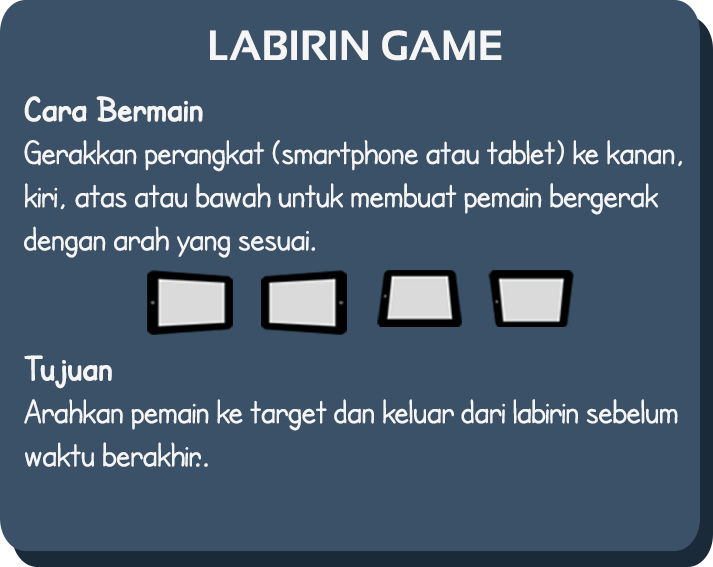 LABIRIN GAME
Cara Bermain
Gerakkan perangkat (smartphone atau tablet) ke kanan,
kiri, atas atau bawah untuk membuat pemain bergerak
dengan arah yang sesuai.
Tujuan
Arahkan pemain ke target dan keluar dari labirin sebelum
waktu berakhir..